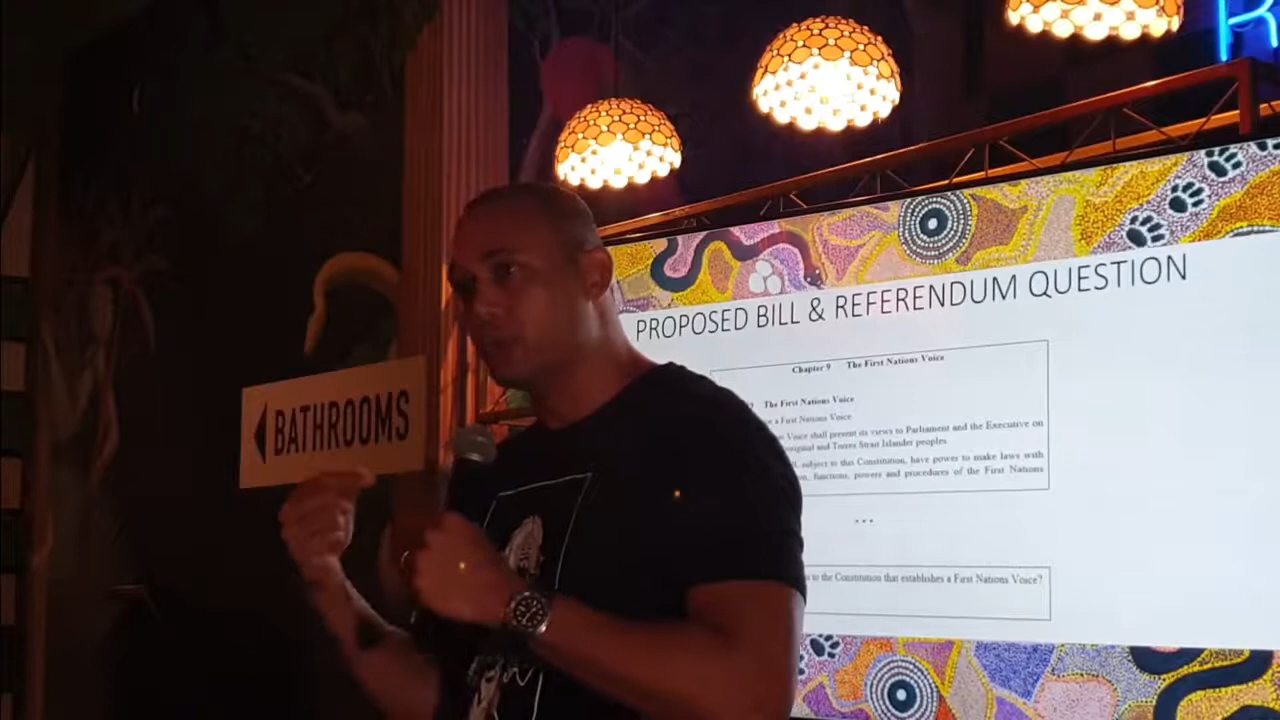 BATHROOMS
PROPOSED BILL & REFERENDUM QUESTION
Chapter 9 The First Nations Voice
The First Nations Voice
a First Nations Voice
Voice shall present its views to Parliament and the Executive on
and Torres Strait Islander peoples
subject to this Constitution, have power to make laws with
functions, powers and procedures of the First Nations
...
to the Constitution that establishes a First Nations Voice?